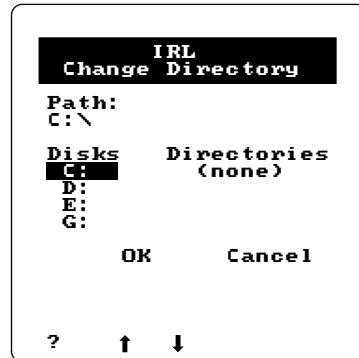 IRL
Change Directory
Path:
C:\
Disks Directories
C: (none)
D:
E:
G:
OK Cancel
? ↑ ↓